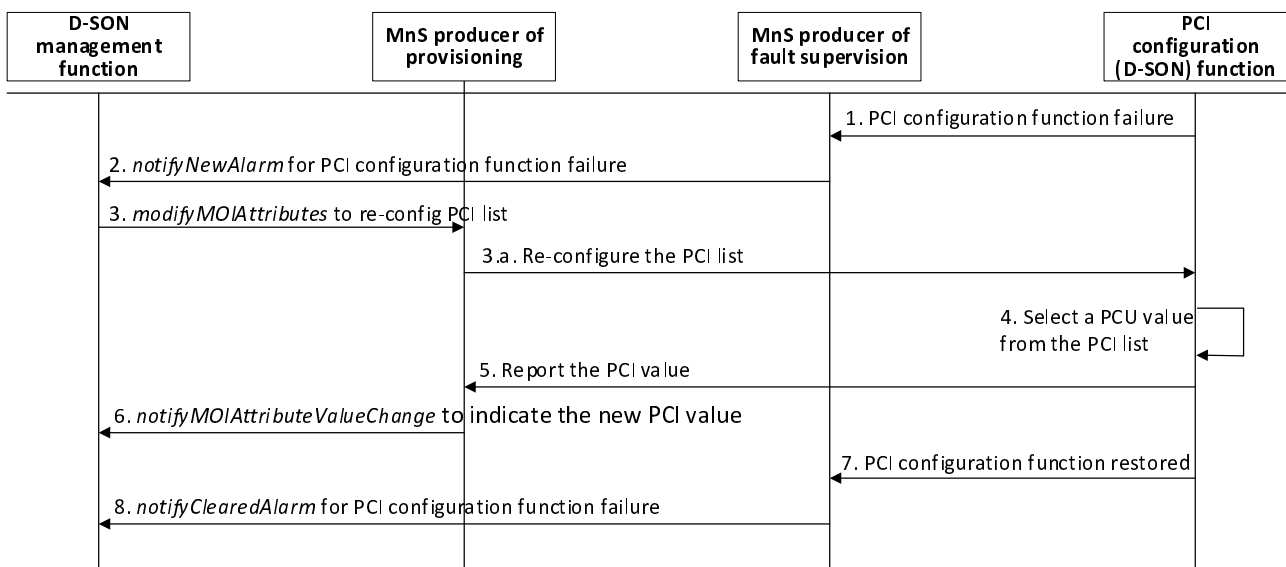 D-SON
management
function
MnS producer of
provisioning
MnS producer of
fault supervision
PCI
configuration
(D-SON) function
1. PCI configuration function failure
2. notifyNewAlarm for PCI configuration function failure
3. modifyMOIAttributes to re-config PCI list
3.a. Re-configure the PCI list
4. Select a PCU value
from the PCI list
5. Report the PCI value
6. notifyMOIAttributeValueChange to indicate the new PCI value
7. PCI configuration function restored
8. notifyClearedAlarm for PCI configuration function failure